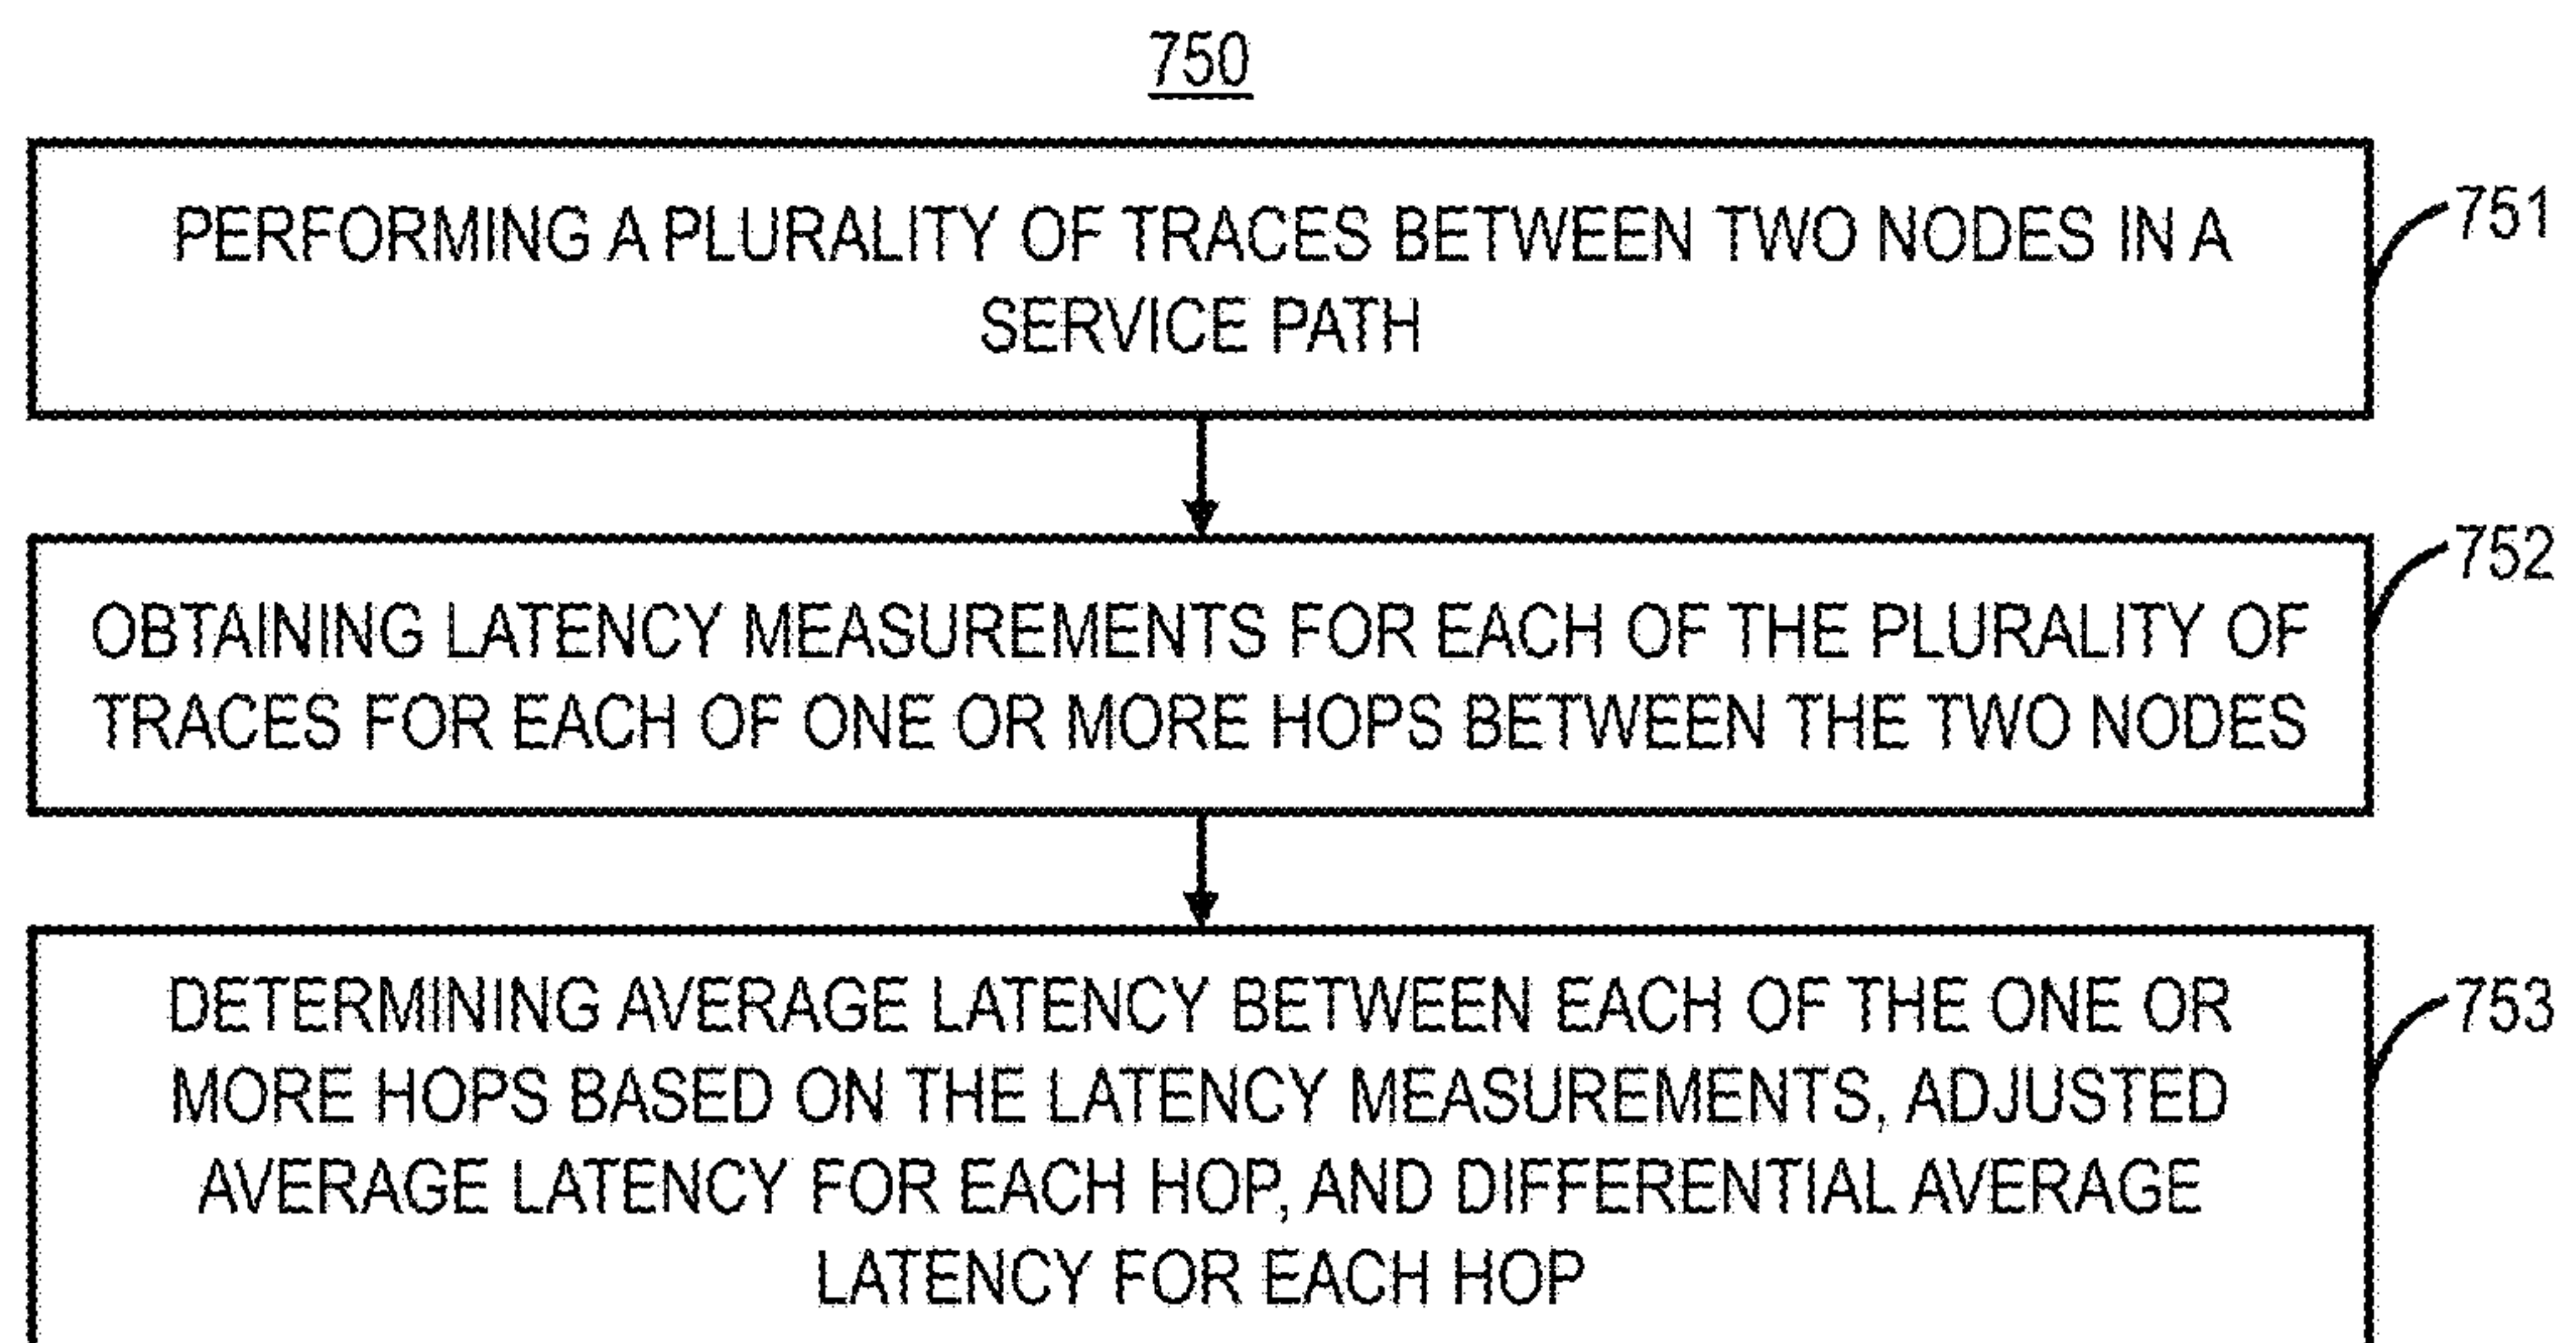 750
PERFORMING A PLURALITY OF TRACES BETWEEN TWO NODES IN A
SERVICE PATH
751
OBTAINING LATENCY MEASUREMENTS FOR EACH OF THE PLURALITY OF
TRACES FOR EACH OF ONE OR MORE HOPS BETWEEN THE TWO NODES
752
DETERMINING AVERAGE LATENCY BETWEEN EACH OF THE ONE OR
MORE HOPS BASED ON THE LATENCY MEASUREMENTS, ADJUSTED
AVERAGE LATENCY FOR EACH HOP, AND DIFFERENTIAL AVERAGE
LATENCY FOR EACH HOP
753